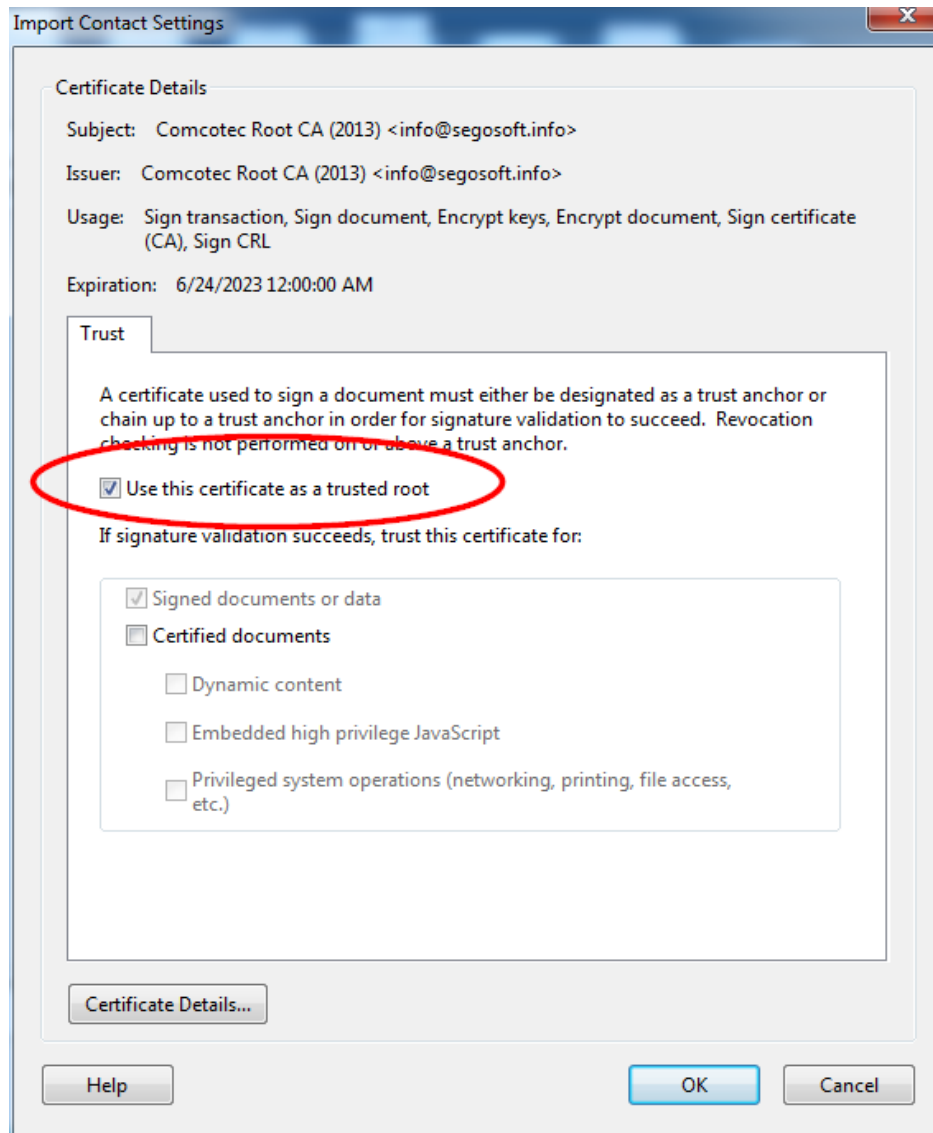 Import Contact Settings
Certificate Details
Subject: Comcotec Root CA (2013) <info@segosoft.info>
Issuer: Comcotec Root CA (2013) <info@segosoft.info>
Usage: Sign transaction, Sign document, Encrypt keys, Encrypt document, Sign certificate
(CA), Sign CRL
Expiration: 6/24/2023 12:00:00 AM
Trust
A certificate used to sign a document must either be designated as a trust anchor or
chain up to a trust anchor in order for signature validation to succeed. Revocation
checking is not performed on or above a trust anchor.
Use this certificate as a trusted root
If signature validation succeeds, trust this certificate for:
Signed documents or data
Certified documents
Dynamic content
Embedded high privilege JavaScript
Privileged system operations (networking, printing, file access,
etc.)
Certificate Details...
Help
OK
Cancel